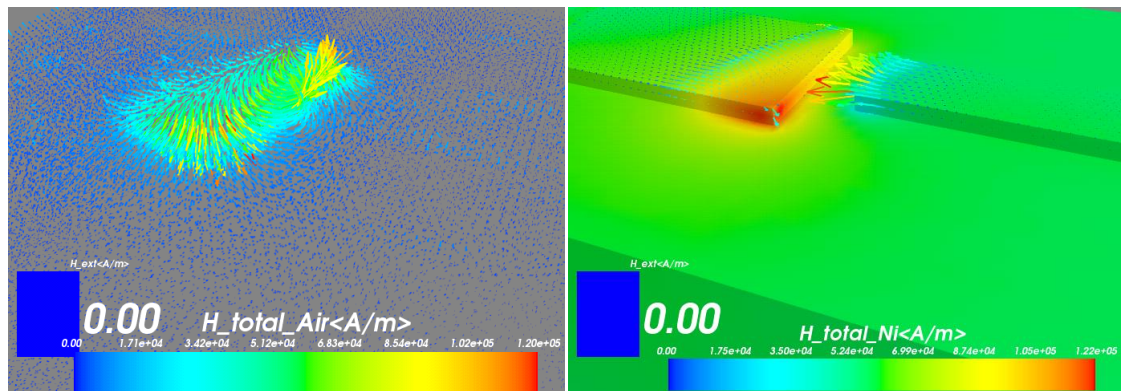 H_ext<A/m>
0.00
H_total_Air<A/m>
0.00 1.71e+04 3.42e+04 5.12e+04 6.83e+04 8.54e+04 1.02e+05 1.20e+05
H_ext<A/m>
0.00
H_total_Ni<A/m>
0.00 1.75e+04 3.50e+04 5.24e+04 6.99e+04 8.74e+04 1.05e+05 1.22e+05